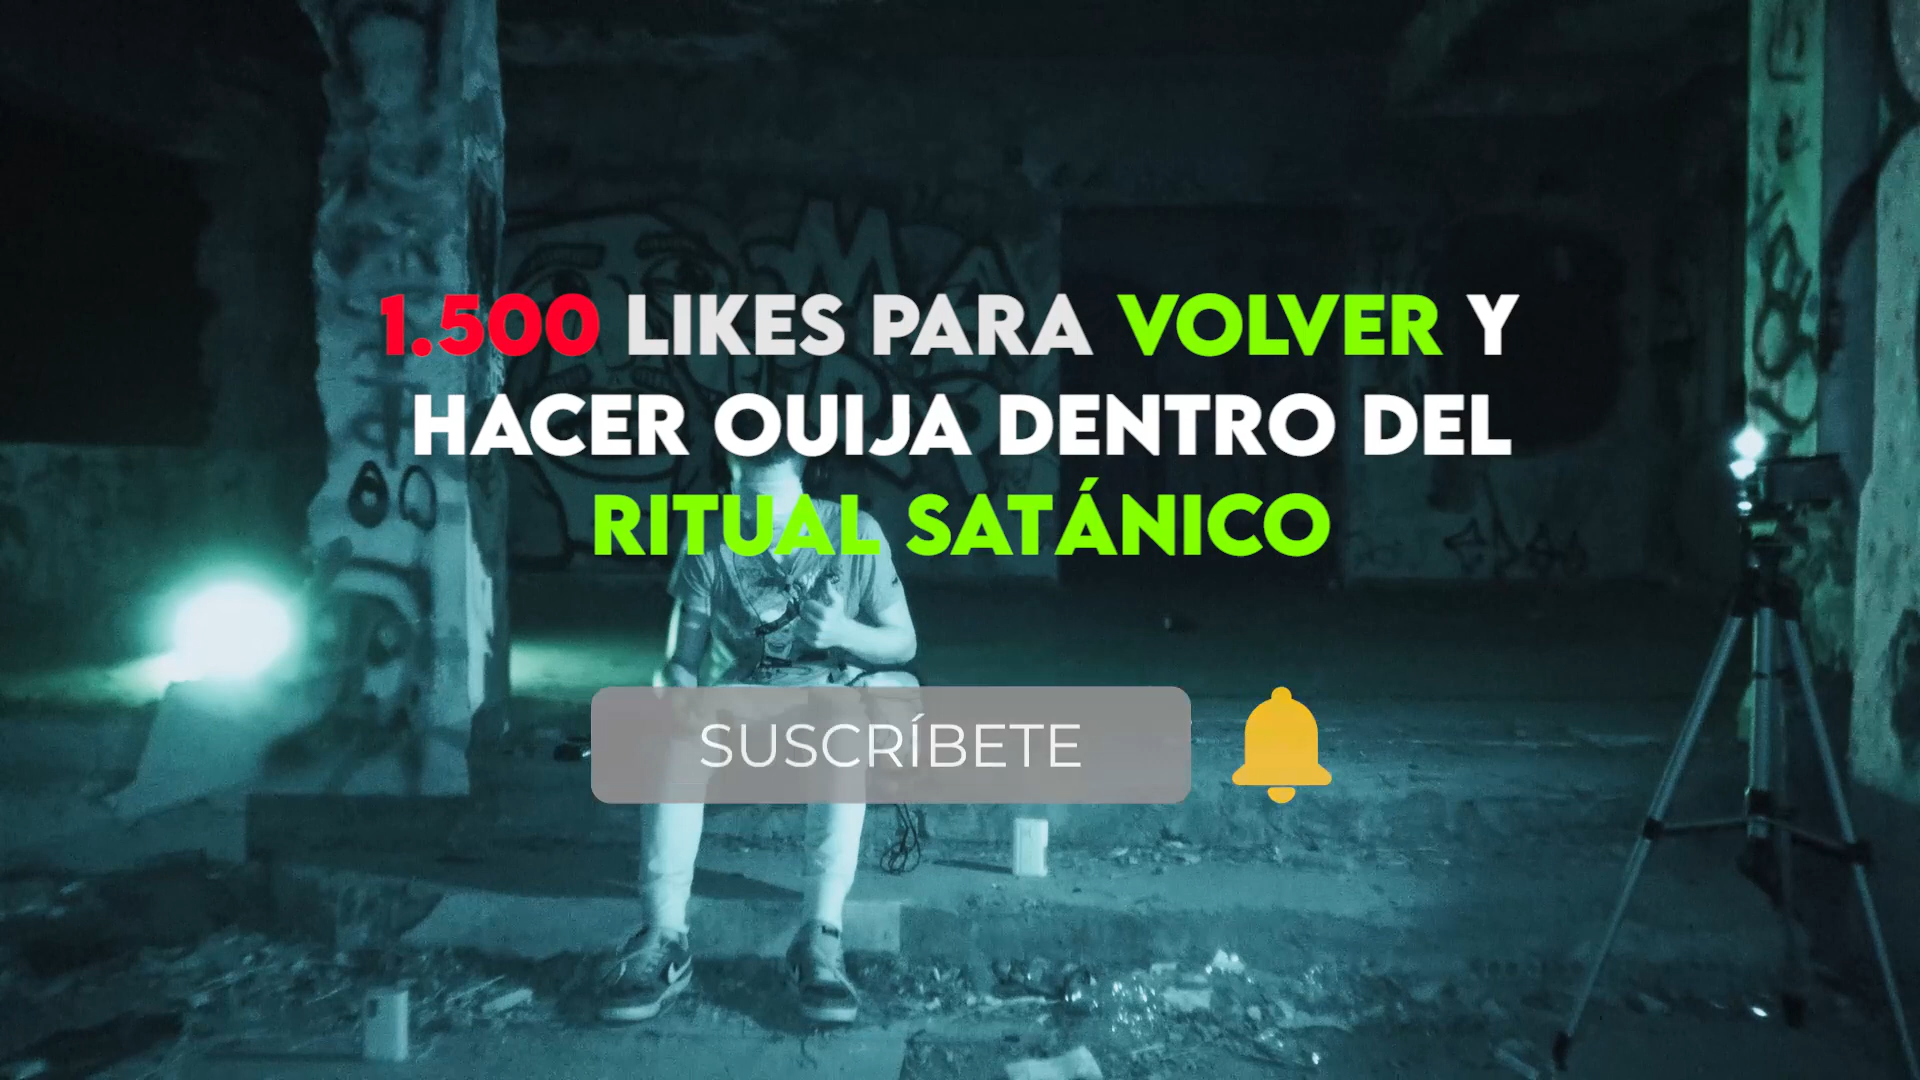 1.500 LIKES PARA VOLVER Y
HACER OUIJA DENTRO DEL
RITUAL SATÁNICO
SUSCRÍBETE